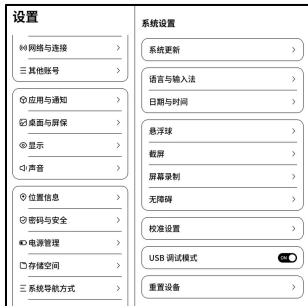 设置
网络与连接
其他账号
应用与通知
桌面与屏保
显示
声音
位置信息
密码与安全
电源管理
存储空间
系统导航方式
系统设置
系统更新
语言与输入法
日期与时间
悬浮球
截屏
屏幕录制
无障碍
校准设置
USB 调试模式
ON
重置设备